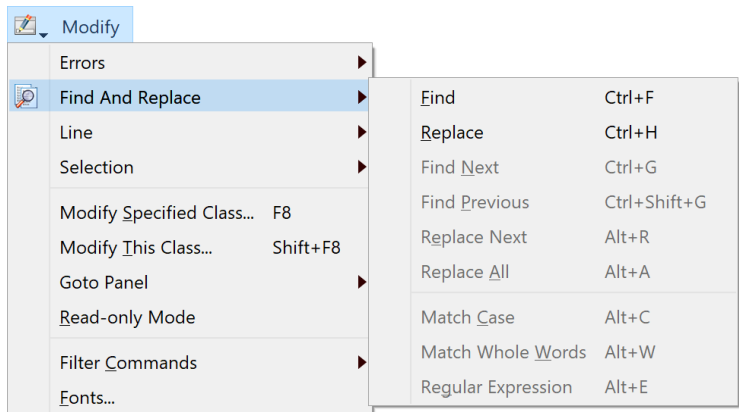 Modify
Errors
Find And Replace
Line
Selection
Modify Specified Class... F8
Modify This Class... Shift+F8
Goto Panel
Read-only Mode
Filter Commands
Fonts...
Find Ctrl+F
Replace Ctrl+H
Find Next Ctrl+G
Find Previous Ctrl+Shift+G
Replace Next Alt+R
Replace All Alt+A
Match Case Alt+C
Match Whole Words Alt+W
Regular Expression Alt+E